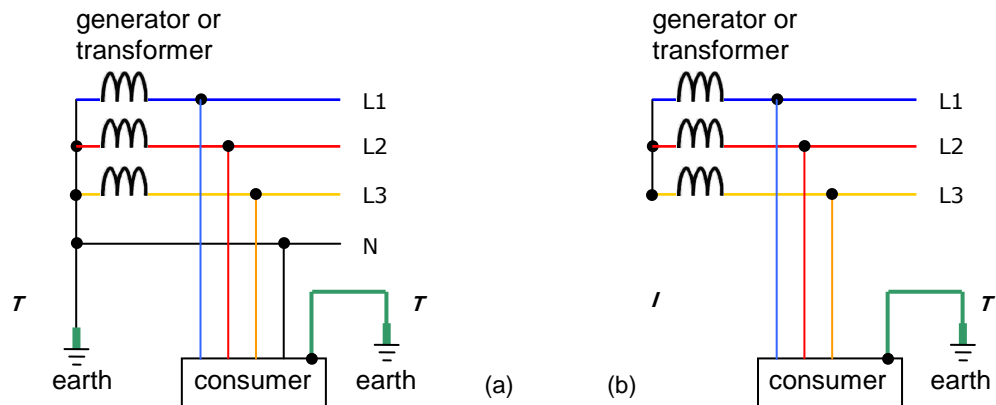 generator or
transformer
L1
L2
L3
N
T
T
earth
consumer
earth
(a)
generator or
transformer
L1
L2
L3
I
T
consumer
earth
(b)